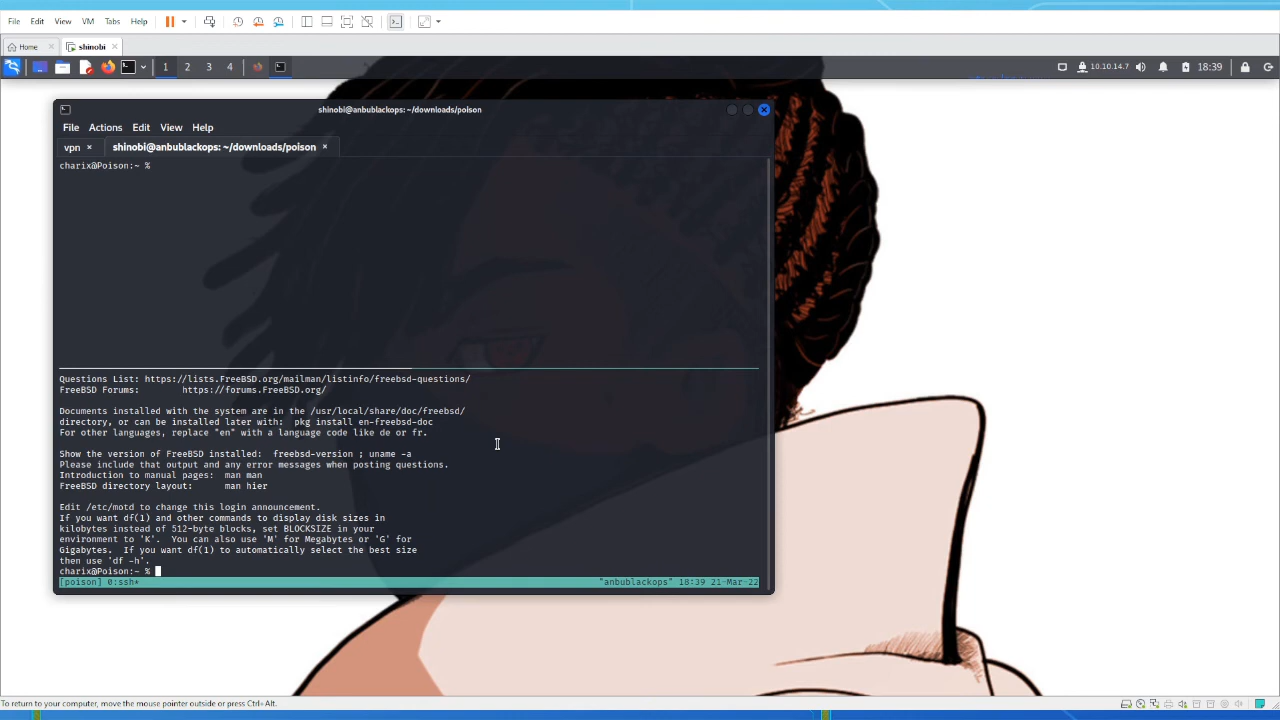 File Edit View VM Tabs Help
Home shinobi
1 2 3 4 10.10.14.7 18:39
shinobi@anbublackops: ~/downloads/poison
File Actions Edit View Help
vpn shinobi@anbublackops: ~/downloads/poison
charix@Poison:~ %
Questions List: https://lists.FreeBSD.org/mailman/listinfo/freebsd-questions/
FreeBSD Forums: https://forums.FreeBSD.org/
Documents installed with the system are in the /usr/local/share/doc/freebsd/
directory, or can be installed later with: pkg install en-freebsd-doc
For other languages, replace "en" with a language code like de or fr.
Show the version of FreeBSD installed: freebsd-version ; uname -a
Please include that output and any error messages when posting questions.
Introduction to manual pages: man man
FreeBSD directory layout: man hier
Edit /etc/motd to change this login announcement.
If you want df(1) and other commands to display disk sizes in
kilobytes instead of 512-byte blocks, set BLOCKSIZE in your
environment to 'K'. You can also use 'M' for Megabytes or 'G' for
Gigabytes. If you want df(1) to automatically select the best size
then use 'df -h'.
charix@Poison:~ %
[poison] 0:ssh* "anbublackops" 18:39 21-Mar-22
To return to your computer, move the mouse pointer outside or press Ctrl+Alt.